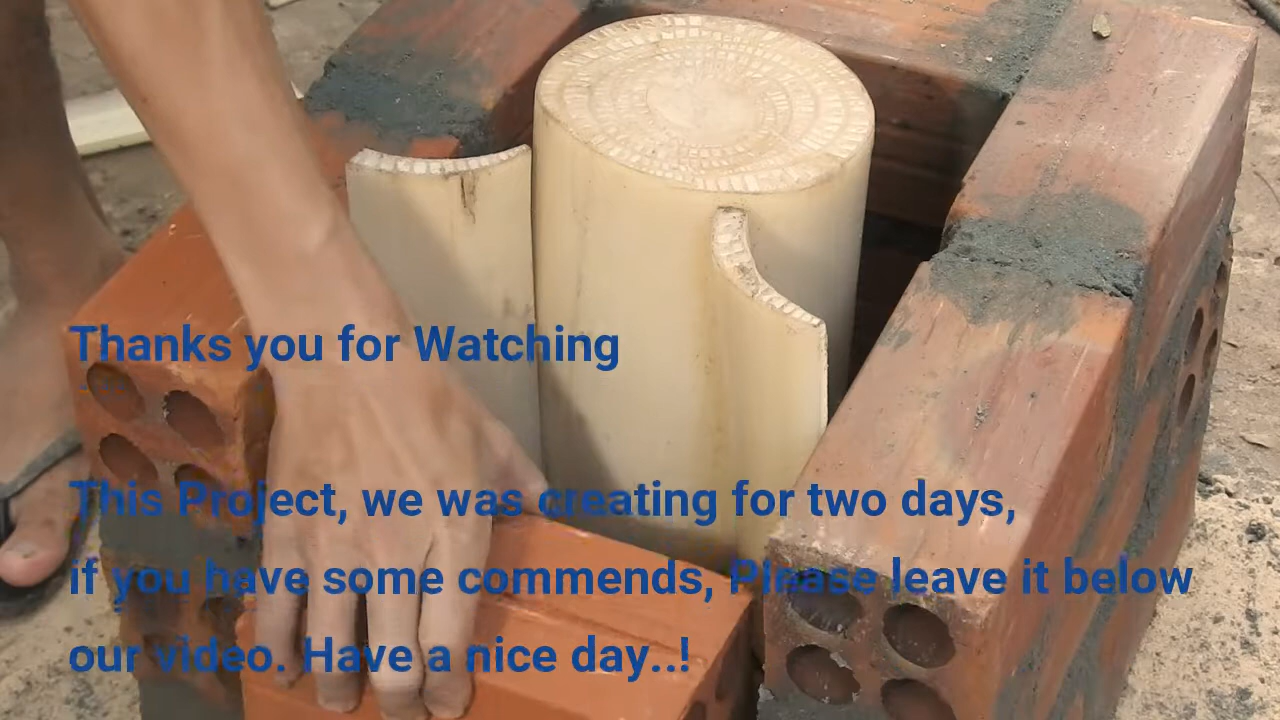 Thanks you for Watching
This Project, we was creating for two days,
if you have some commends, Please leave it below
our video. Have a nice day..!